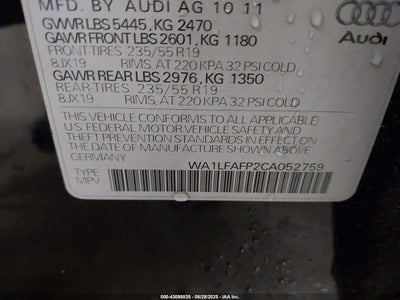 MFD. BY AUDI AG 10 11
GVWR LBS 5445, KG 2470
GAWR FRONT LBS 2601, KG 1180
FRONT-TIRES 235/55 R19
8JX19 RIMS, AT 220 KPA 32 PSI COLD
GAWR REAR LBS 2976, KG 1350
REAR-TIRES 235/55 R19
8JX19 RIMS, AT 220 KPA 32 PSI COLD
Audi
THIS VEHICLE CONFORMS TO ALL APPLICABLE
U.S FEDERAL MOTOR VEHICLE SAFETY AND
THEFT PREVENTION STANDARDS IN EFFECT ON
THE DATE OF MANUFACTURE SHOWN ABOVE.
GERMANY
WA1LFAFP2CA052759
TYPE:
MPV
000-43098835 - 08/29/2025 - IAA Inc.